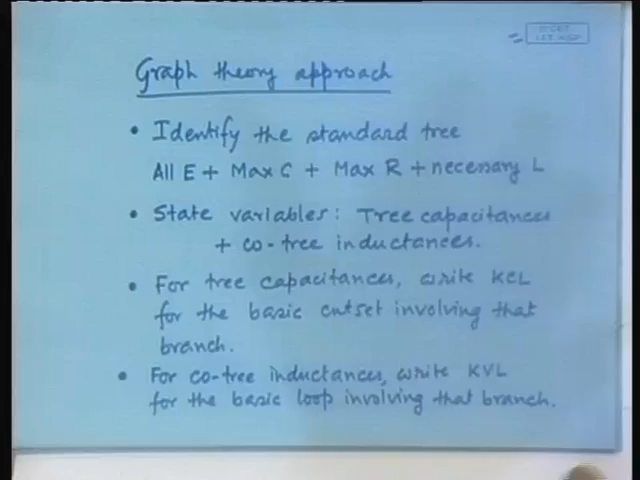 Graph theory approach
• Identify the standard tree
All E + Max C + Max R + necessary L
• State variables: Tree capacitances
+ co-tree inductances.
• For tree capacitances, write KCL
for the basic cutset involving that
branch.
• For co-tree inductances, write KVL
for the basic loop involving that branch.